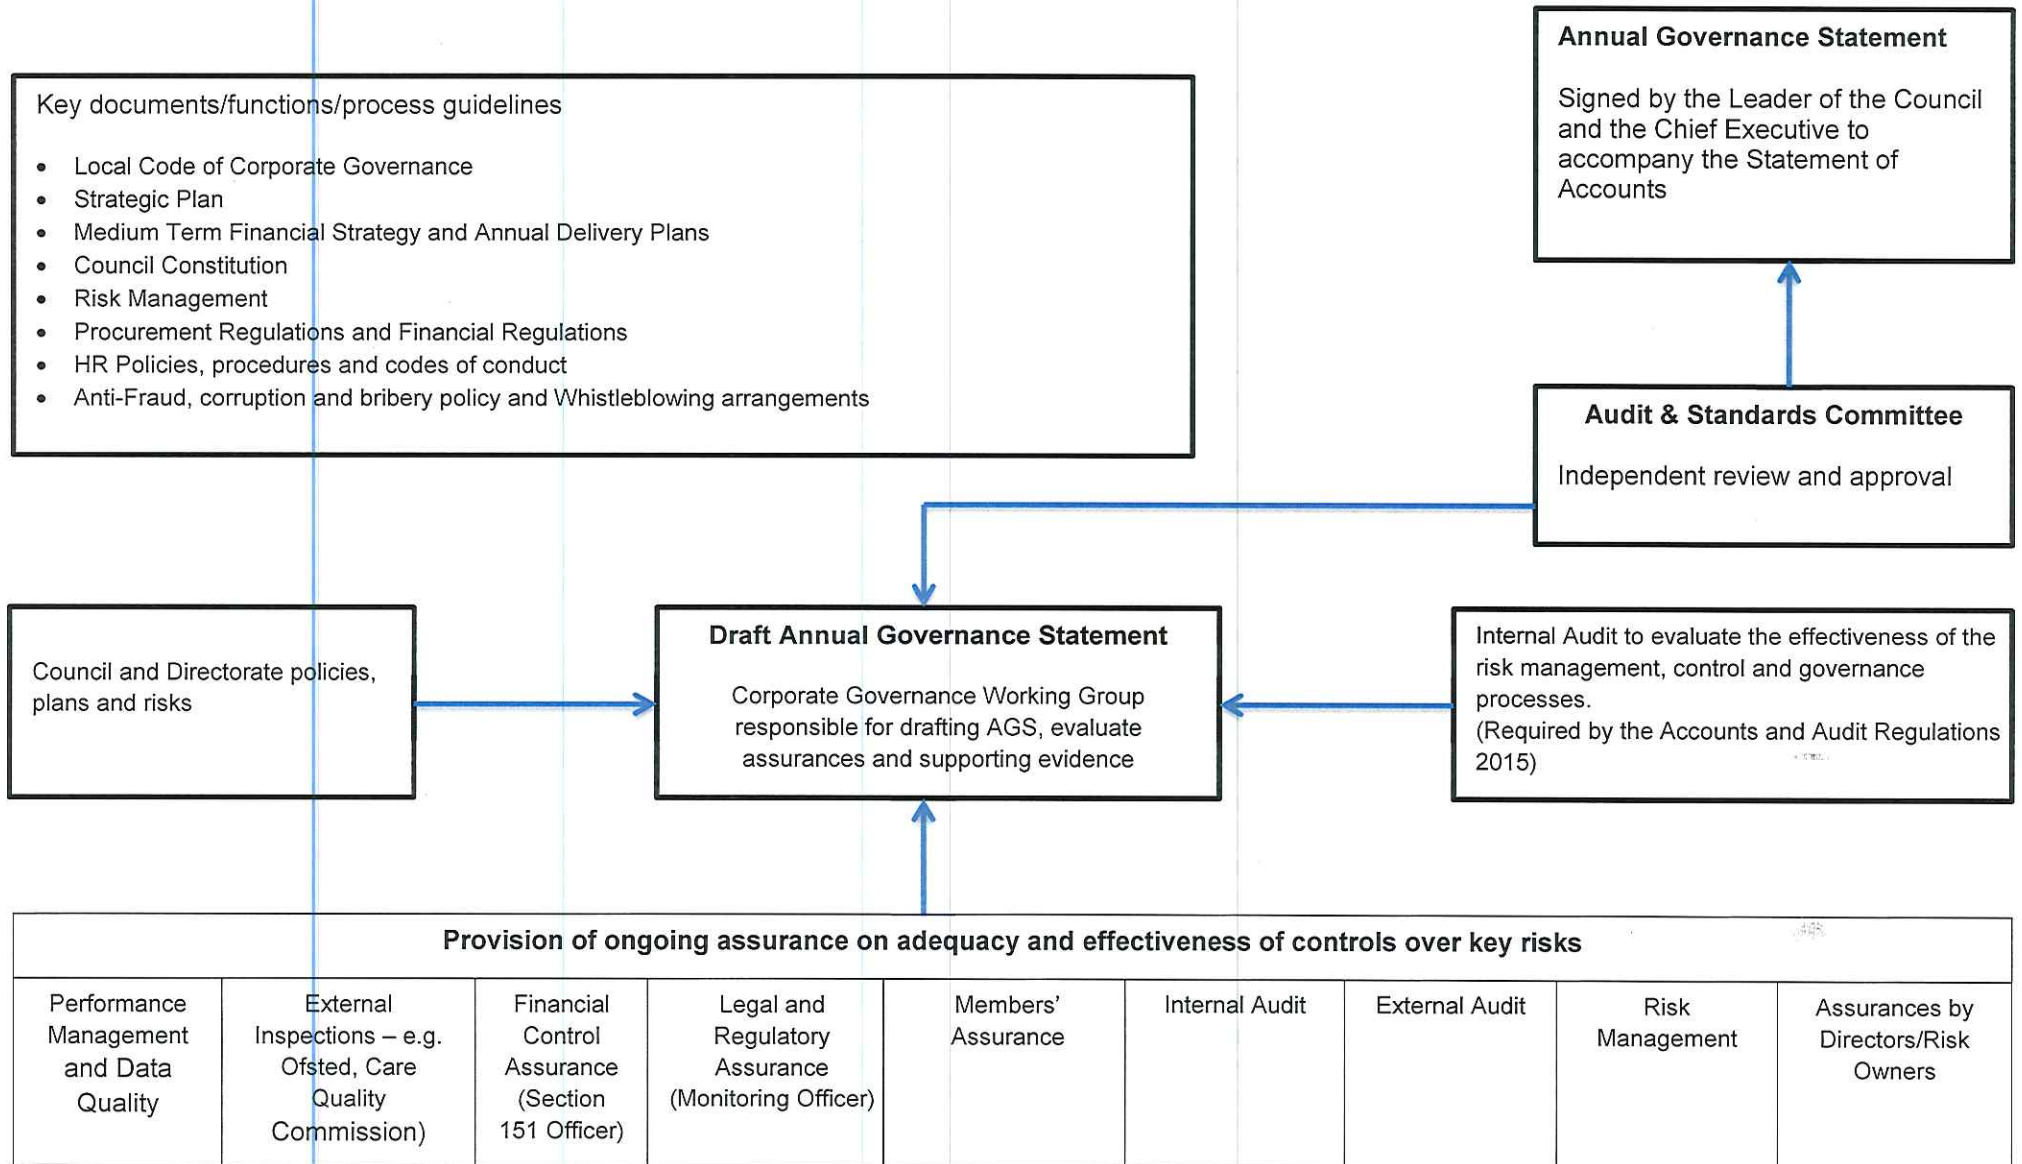 Annual Governance Statement
Signed by the Leader of the Council
and the Chief Executive to
accompany the Statement of
Accounts
Key documents/functions/process guidelines
• Local Code of Corporate Governance
• Strategic Plan
• Medium Term Financial Strategy and Annual Delivery Plans
• Council Constitution
• Risk Management
• Procurement Regulations and Financial Regulations
• HR Policies, procedures and codes of conduct
• Anti-Fraud, corruption and bribery policy and Whistleblowing arrangements
Audit & Standards Committee
Independent review and approval
Council and Directorate policies,
plans and risks
Draft Annual Governance Statement
Corporate Governance Working Group
responsible for drafting AGS, evaluate
assurances and supporting evidence
Internal Audit to evaluate the effectiveness of the
risk management, control and governance
processes.
(Required by the Accounts and Audit Regulations
2015)
Provision of ongoing assurance on adequacy and effectiveness of controls over key risks
Performance
Management
and Data
Quality
External
Inspections – e.g.
Ofsted, Care
Quality
Commission)
Financial
Control
Assurance
(Section
151 Officer)
Legal and
Regulatory
Assurance
(Monitoring Officer)
Members’
Assurance
Internal Audit
External Audit
Risk
Management
Assurances by
Directors/Risk
Owners